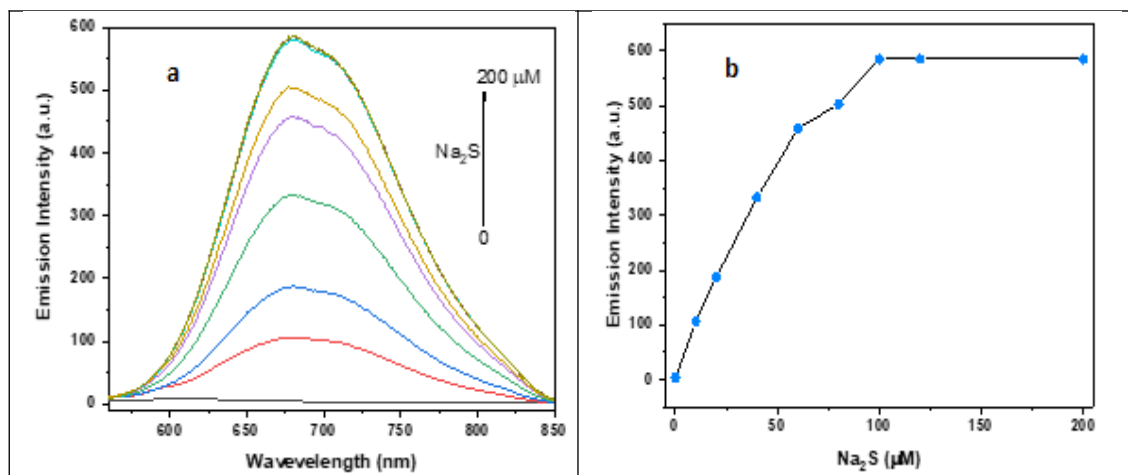 a
200 μM
Na₂S
0
Emission Intensity (a.u.)
600
500
400
300
200
100
0
600 650 700 750 800 850
Wavevelength (nm)
b
Emission Intensity (a.u.)
600
500
400
300
200
100
0
0 50 100 150 200
Na₂S (μM)